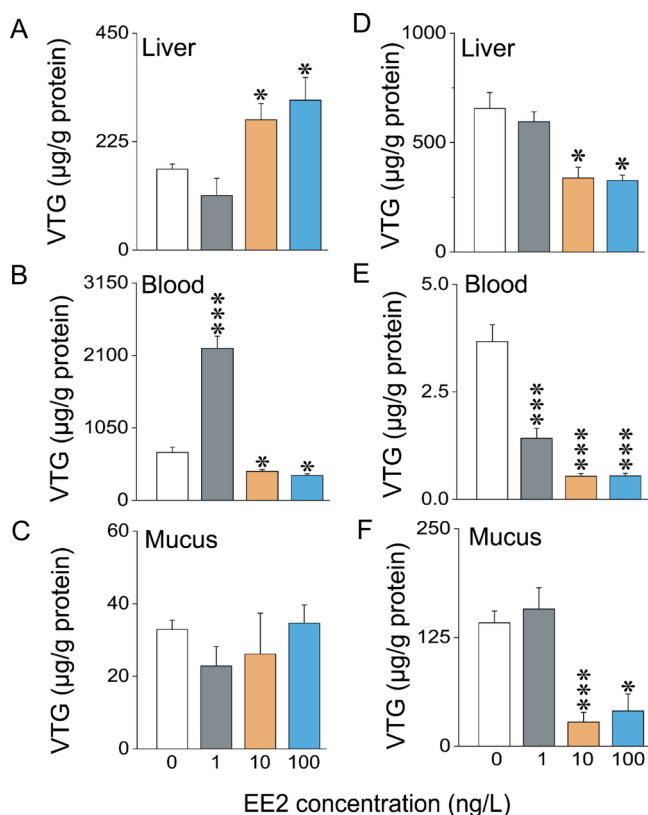 A
Liver
VTG (µg/g protein)
450
225
0
*
*
B
Blood
VTG (µg/g protein)
3150
2100
1050
0
***
*
*
C
Mucus
VTG (µg/g protein)
60
40
20
0
0 1 10 100
D
Liver
VTG (µg/g protein)
1000
500
0
*
*
E
Blood
VTG (µg/g protein)
5.0
2.5
0.0
***
***
***
F
Mucus
VTG (µg/g protein)
250
125
0
***
*
0 1 10 100
EE2 concentration (ng/L)